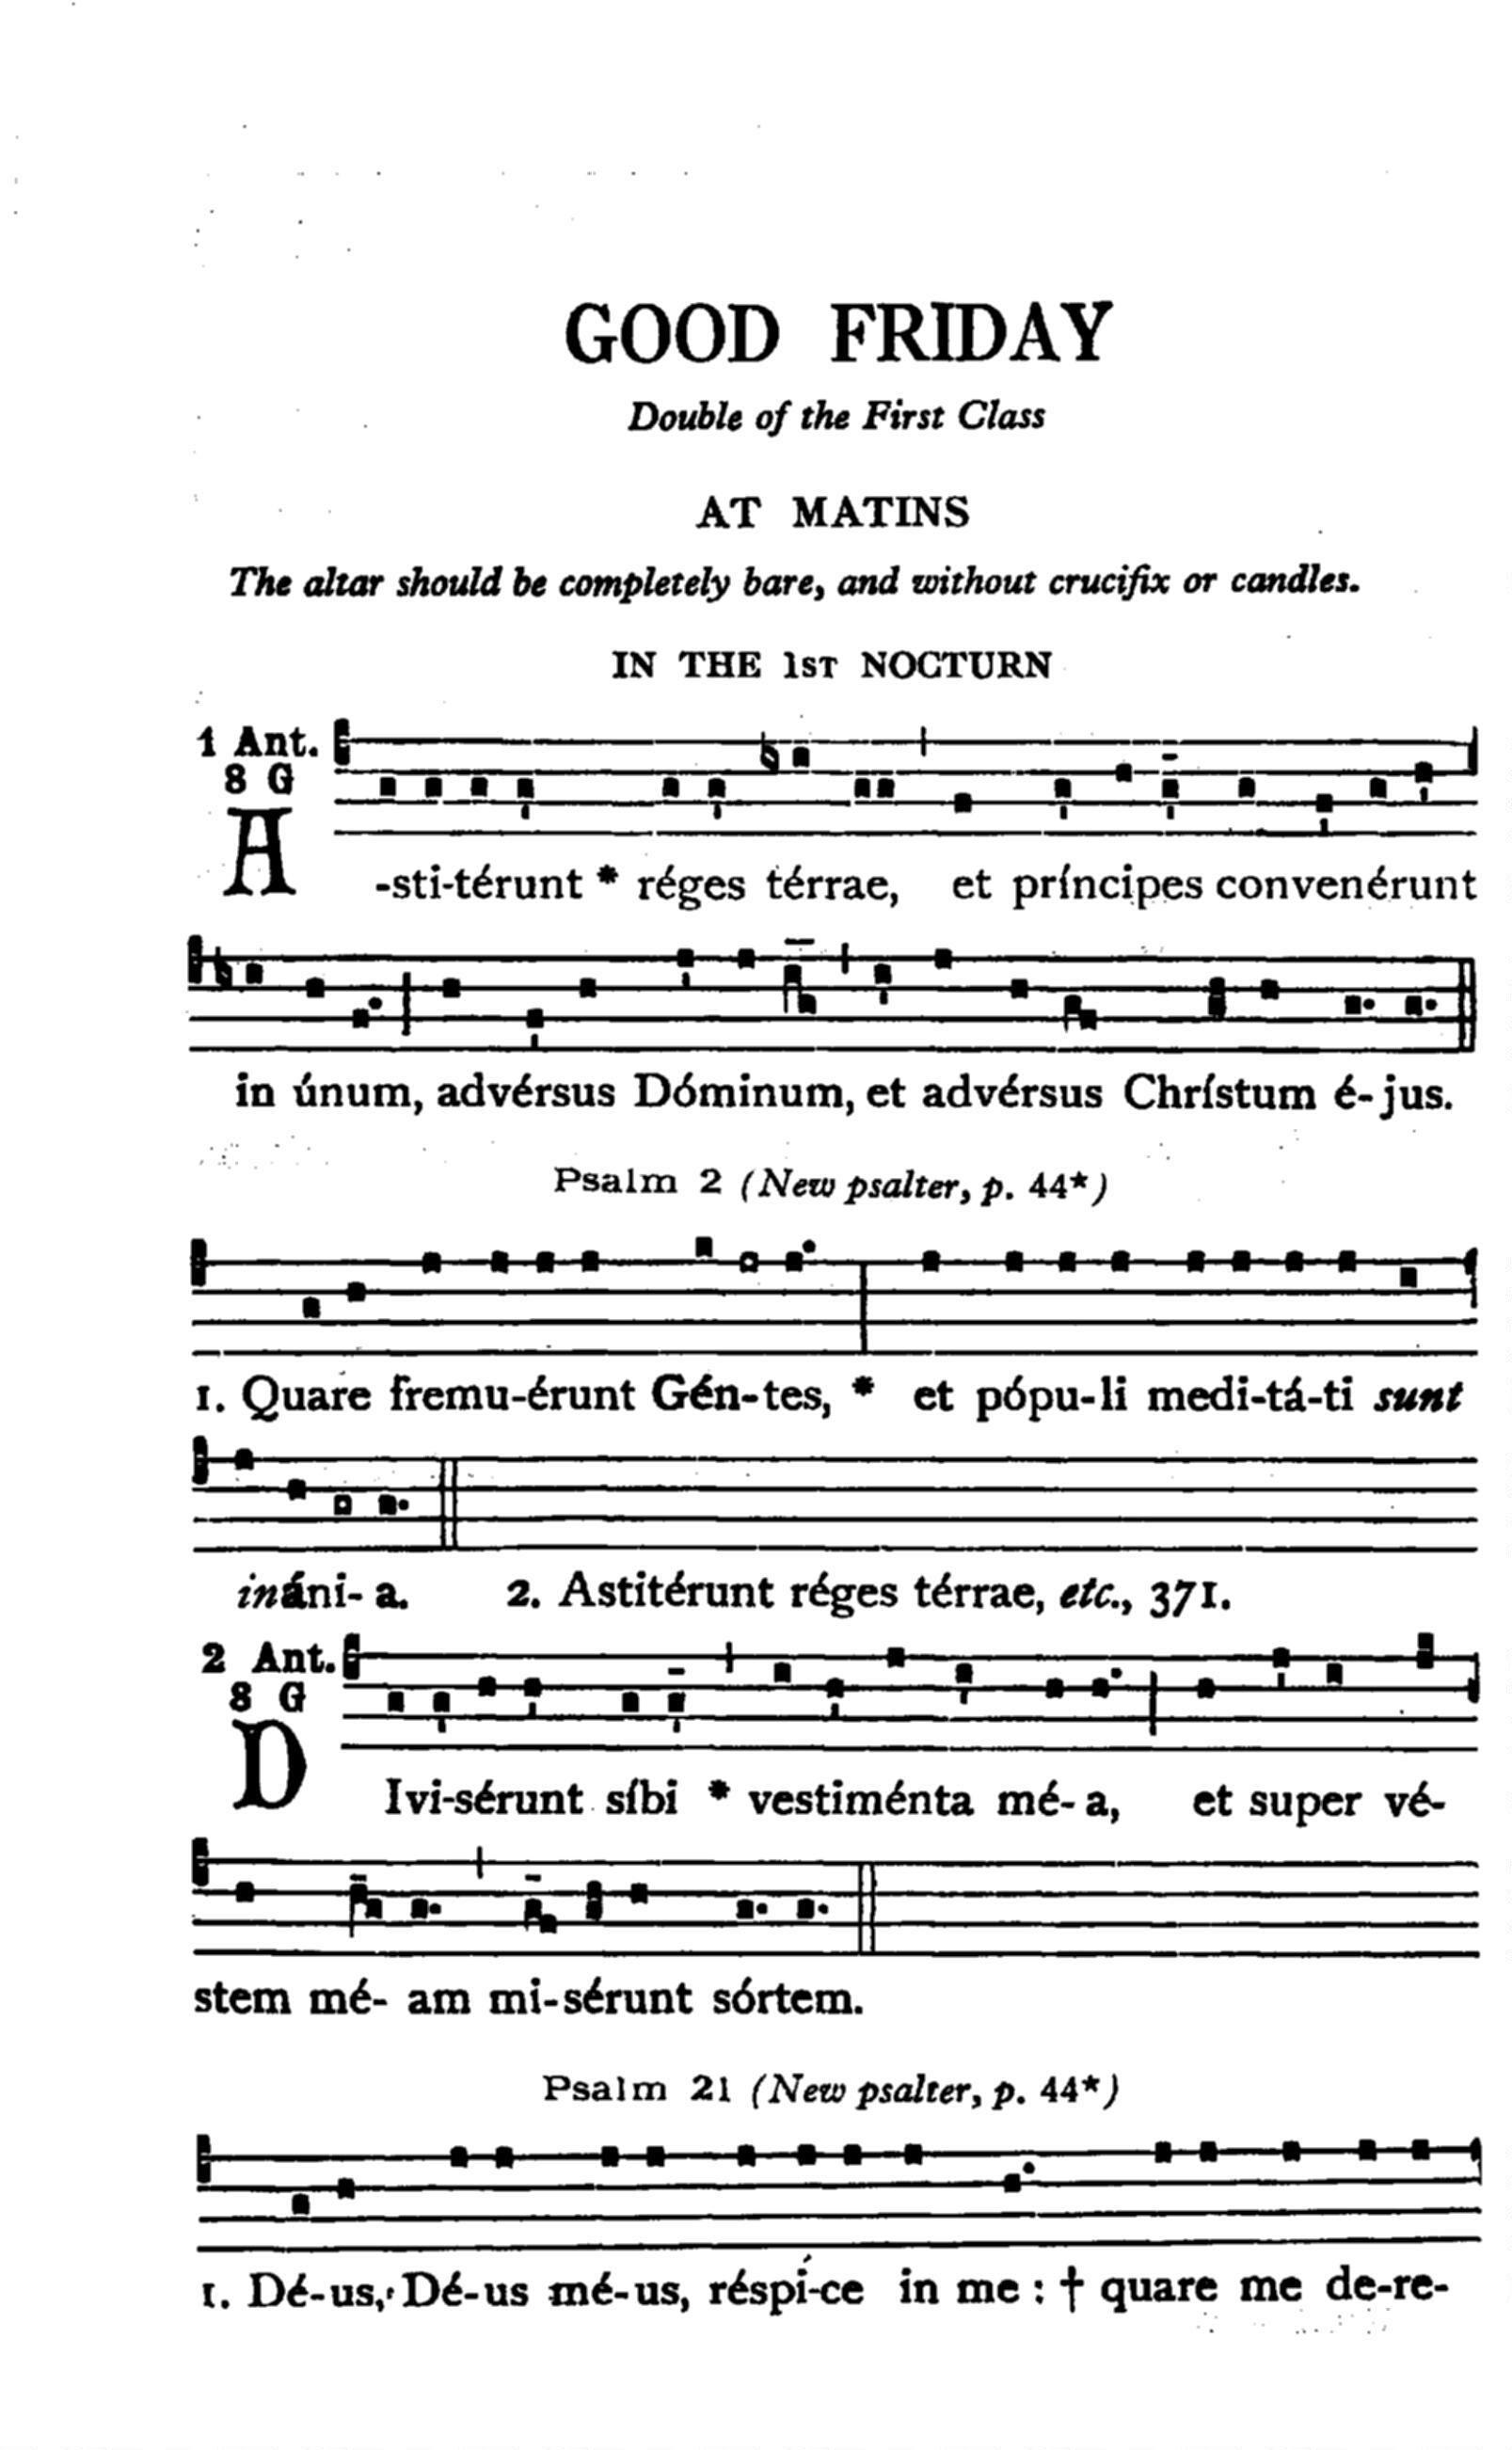 GOOD FRIDAY
Double of the First Class
AT MATINS
The altar should be completely bare, and without crucifix or candles.
IN THE 1ST NOCTURN
1 Ant.
8 G
A-sti-térunt * réges térrae, et príncipes convenérunt
in únum, advérsus Dóminum, et advérsus Chrístum é-jus.
Psalm 2 (New psalter, p. 44*)
1. Quare fremu-érunt Gén-tes, * et pópu-li medi-tá-ti sunt
ináni-a. 2. Astitérunt réges térrae, etc., 371.
2 Ant.
8 G
DIvi-sérunt síbi * vestiménta mé-a, et super vé-
stem mé-am mi-sérunt sórtem.
Psalm 21 (New psalter, p. 44*)
1. Dé-us, Dé-us mé-us, réspí-ce in me : † quare me de-re-